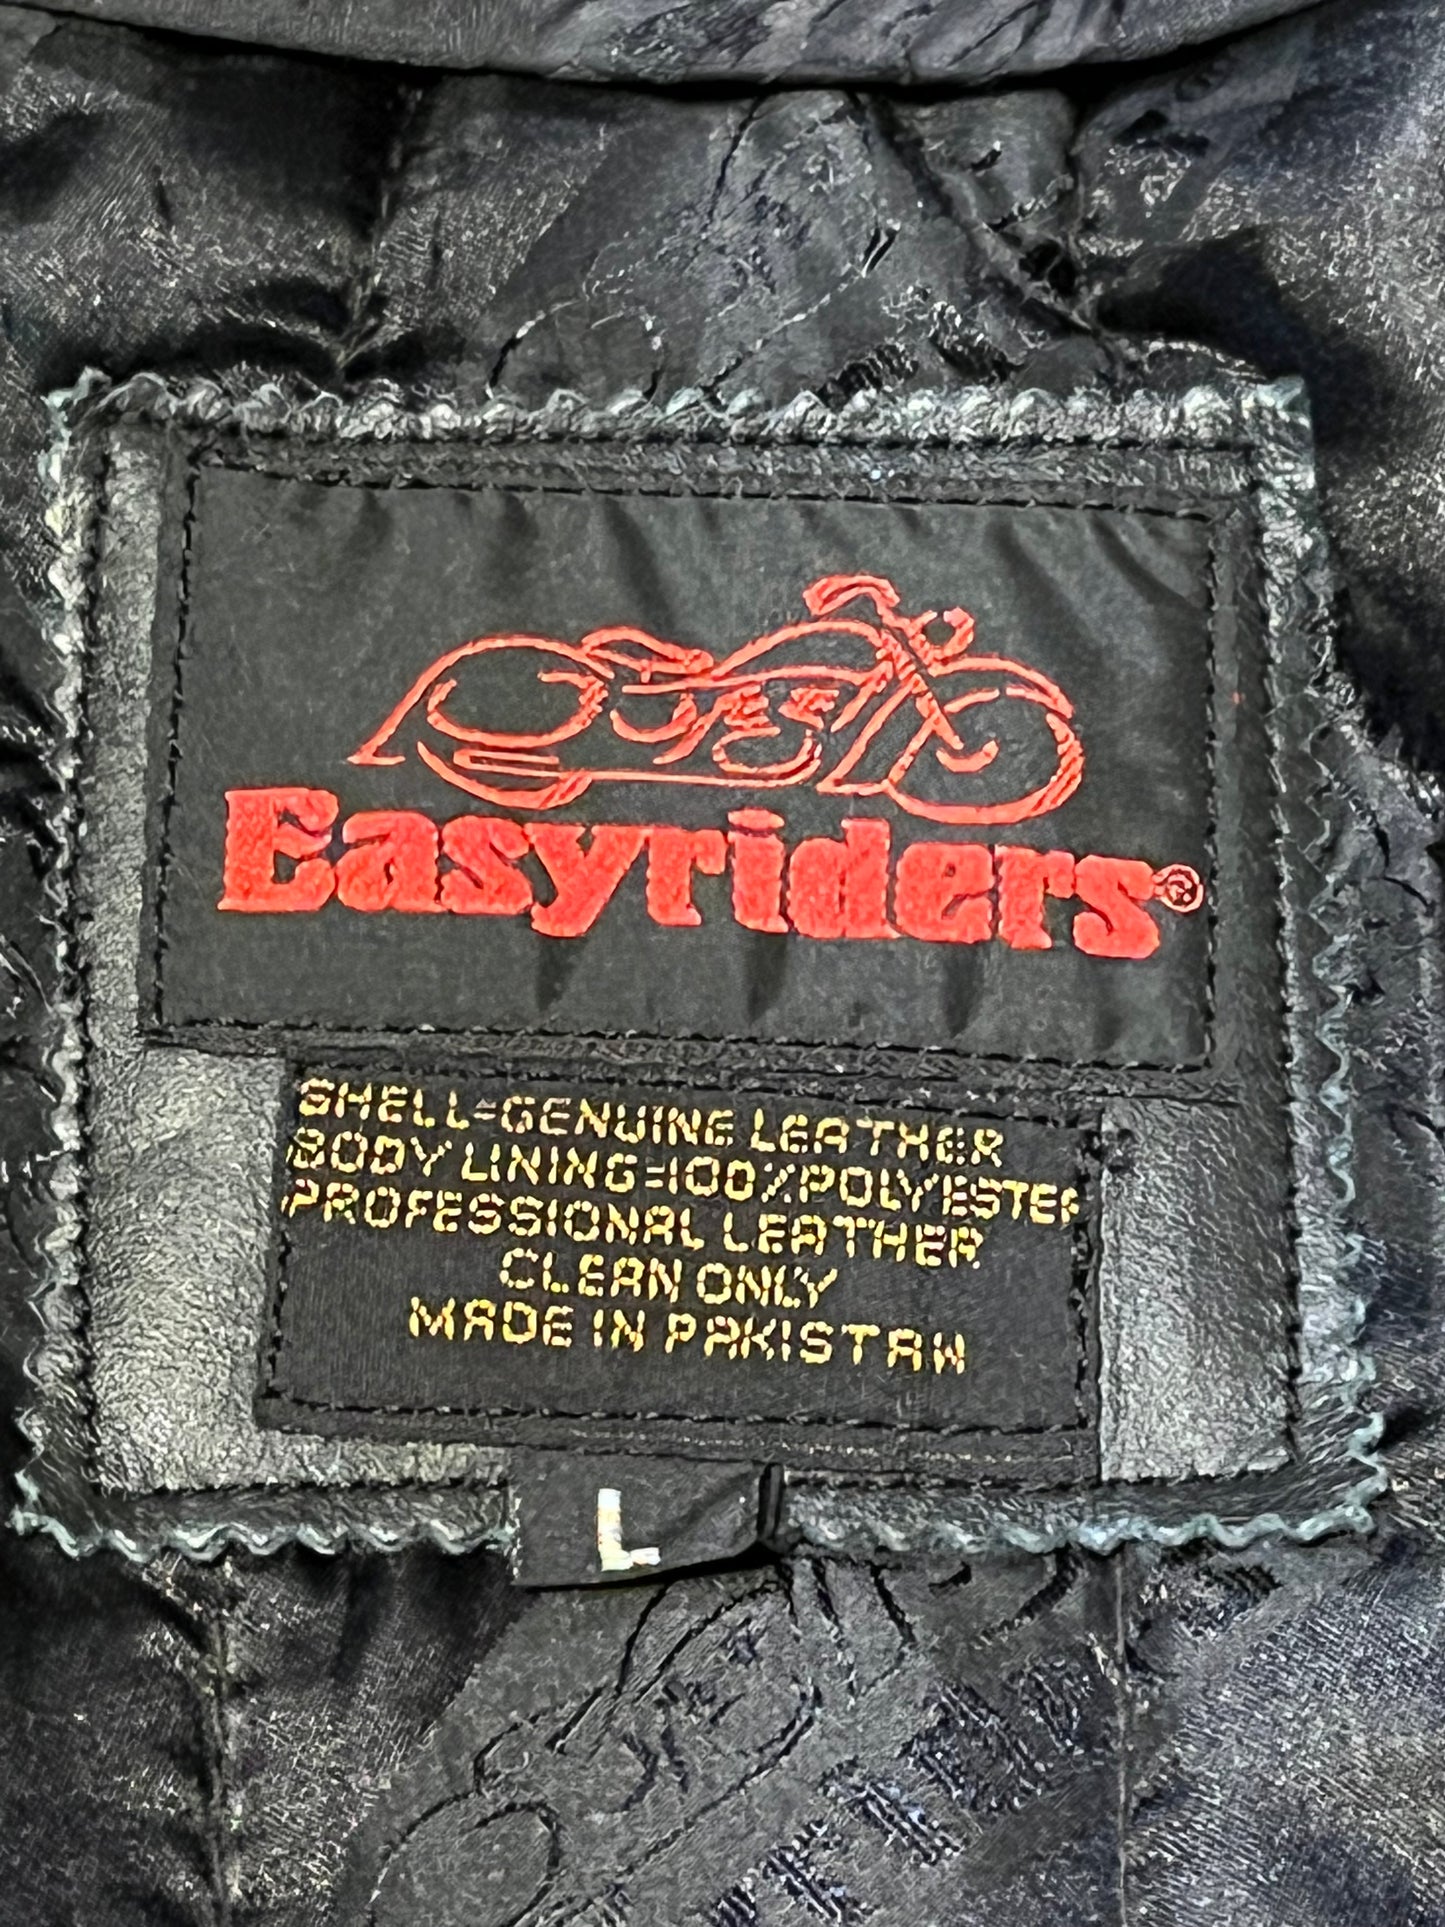 Easyriders®
SHELL=GENUINE LEATHER
BODY LINING=100%POLYESTER
PROFESSIONAL LEATHER
CLEAN ONLY
MADE IN PAKISTAN
L